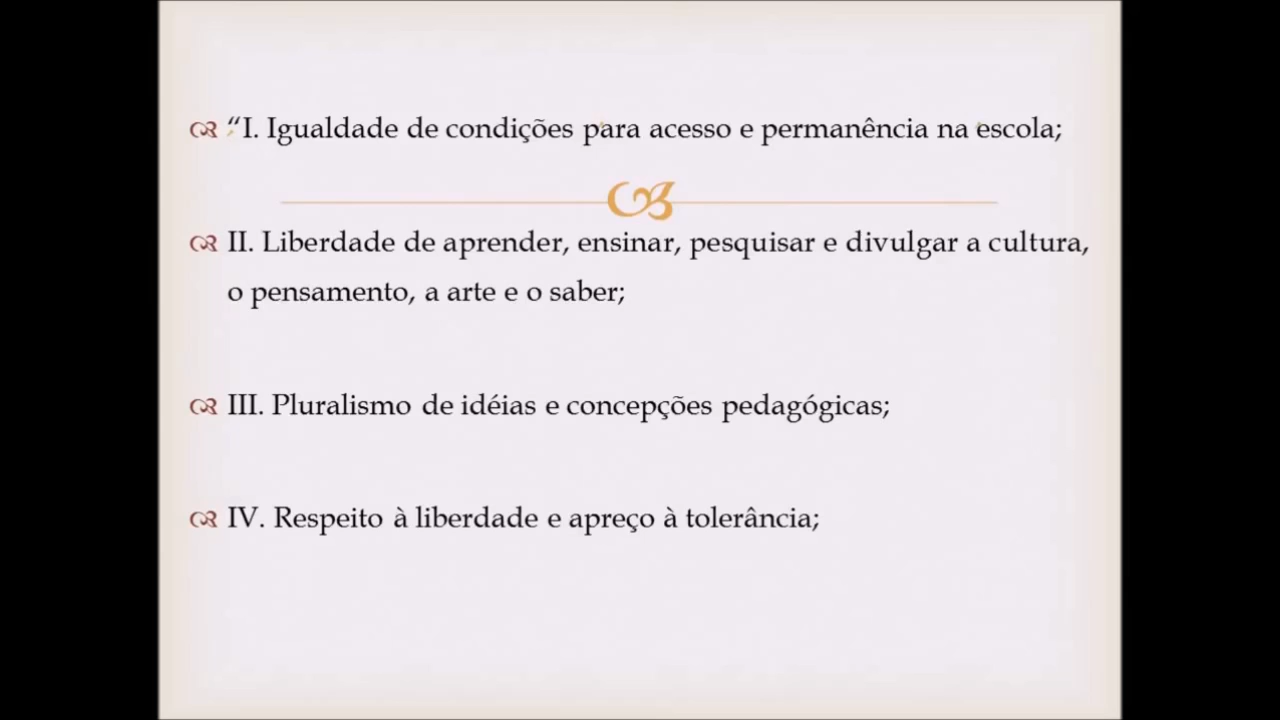 “I. Igualdade de condições para acesso e permanência na escola;
II. Liberdade de aprender, ensinar, pesquisar e divulgar a cultura,
o pensamento, a arte e o saber;
III. Pluralismo de idéias e concepções pedagógicas;
IV. Respeito à liberdade e apreço à tolerância;